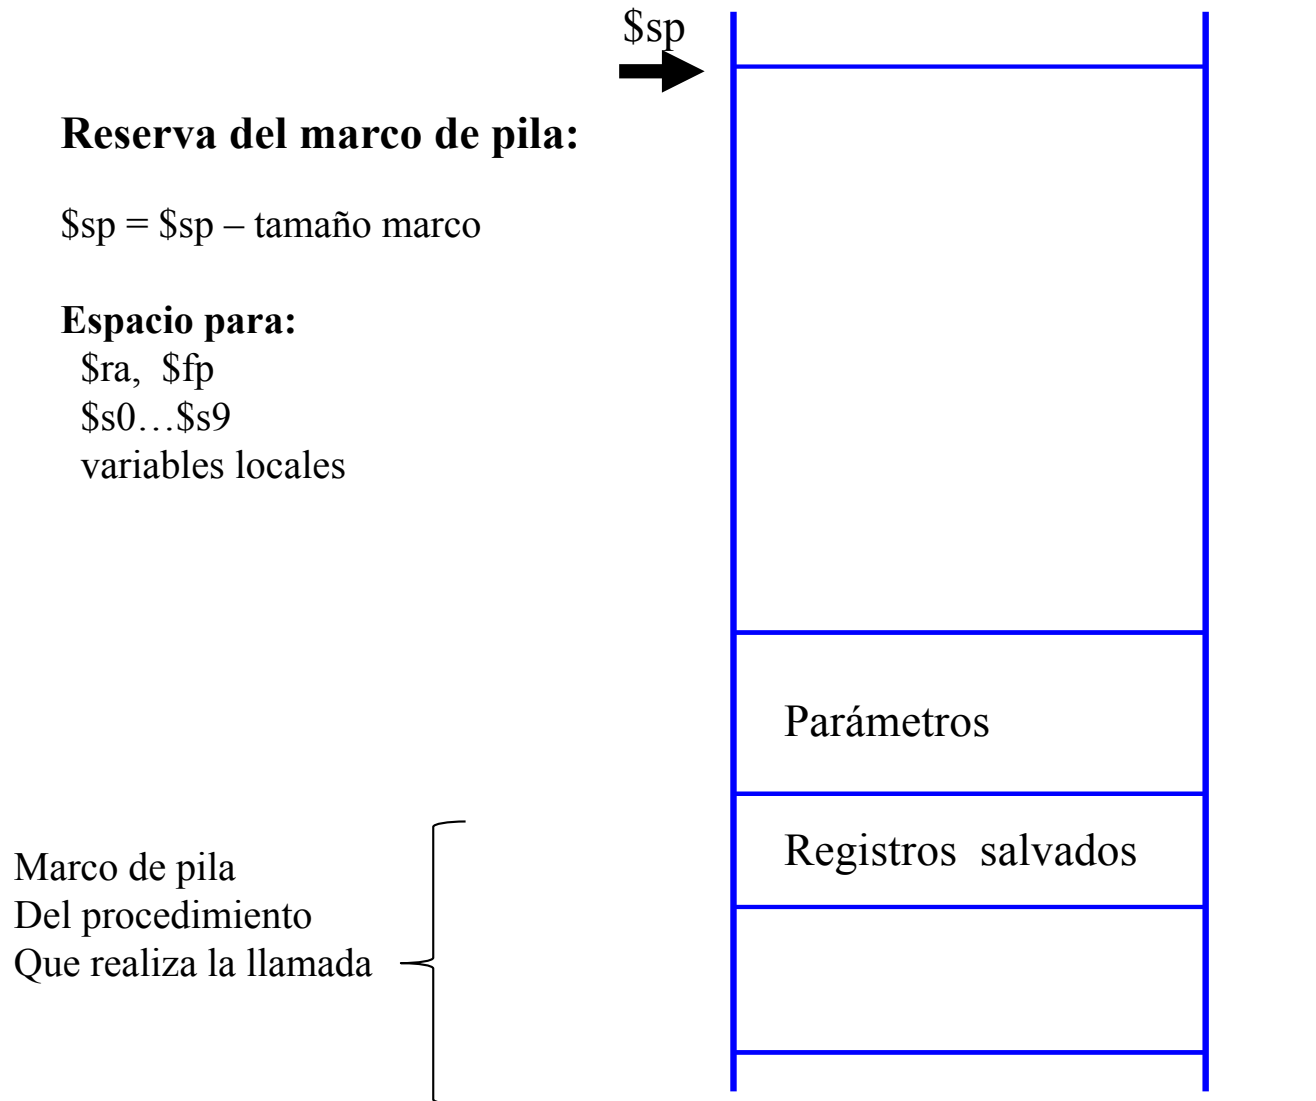 $sp
Reserva del marco de pila:
$sp = $sp – tamaño marco
Espacio para:
$ra, $fp
$s0…$s9
variables locales
Parámetros
Registros salvados
Marco de pila
Del procedimiento
Que realiza la llamada